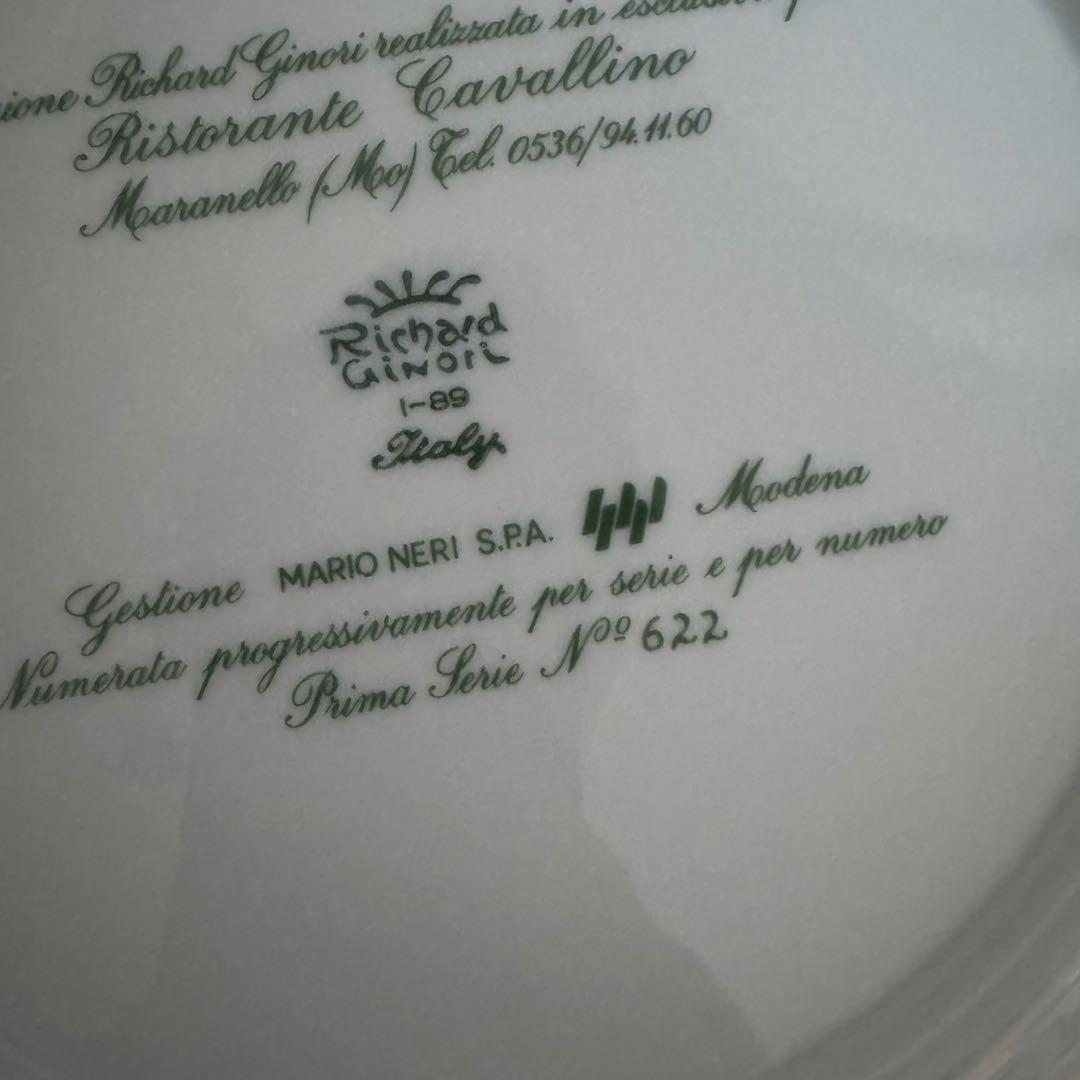 Richard Ginori realizzata in
Ristorante Cavallino
Maranello (Mo) Tel. 0536/94.11.60
Richard
GiNori
1-89
Italy
Gestione MARIO NERI S.P.A. Modena
Numerata progressivamente per serie e per numero
Prima Serie Nº 622